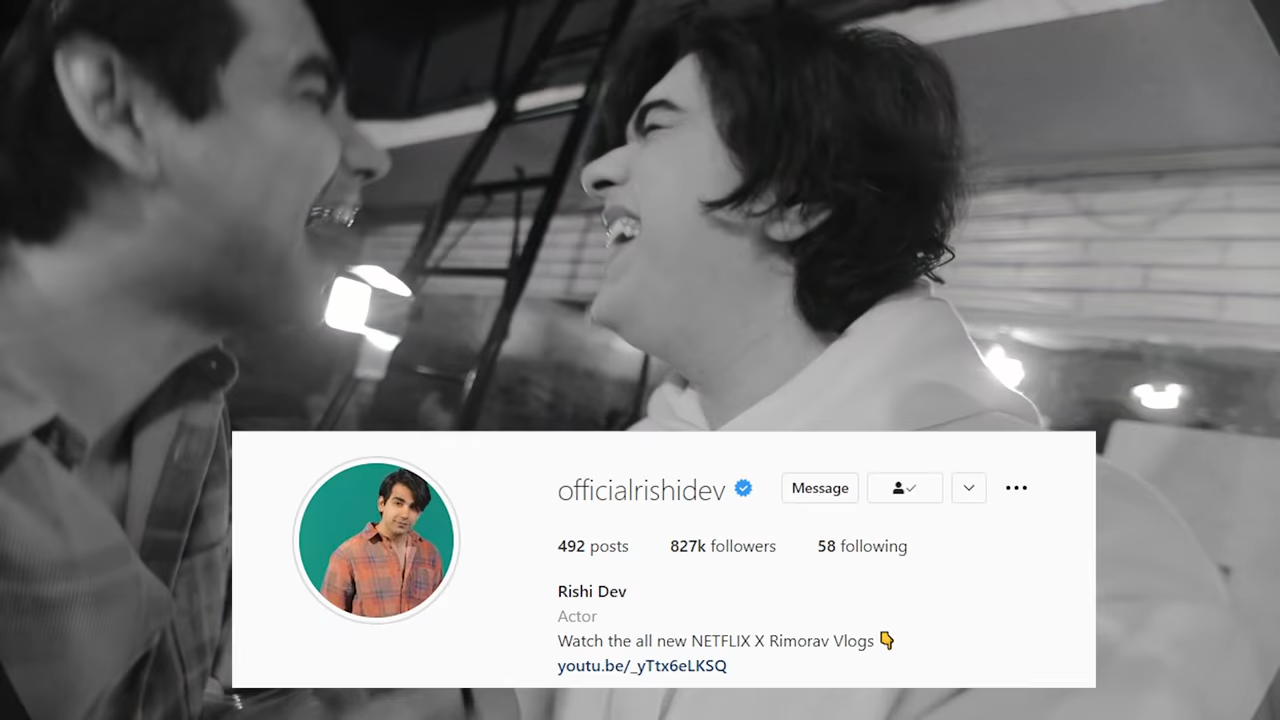 officialrishidev Message
492 posts 827k followers 58 following
Rishi Dev
Actor
Watch the all new NETFLIX X Rimorav Vlogs 👇
youtu.be/_yTtx6eLKSQ